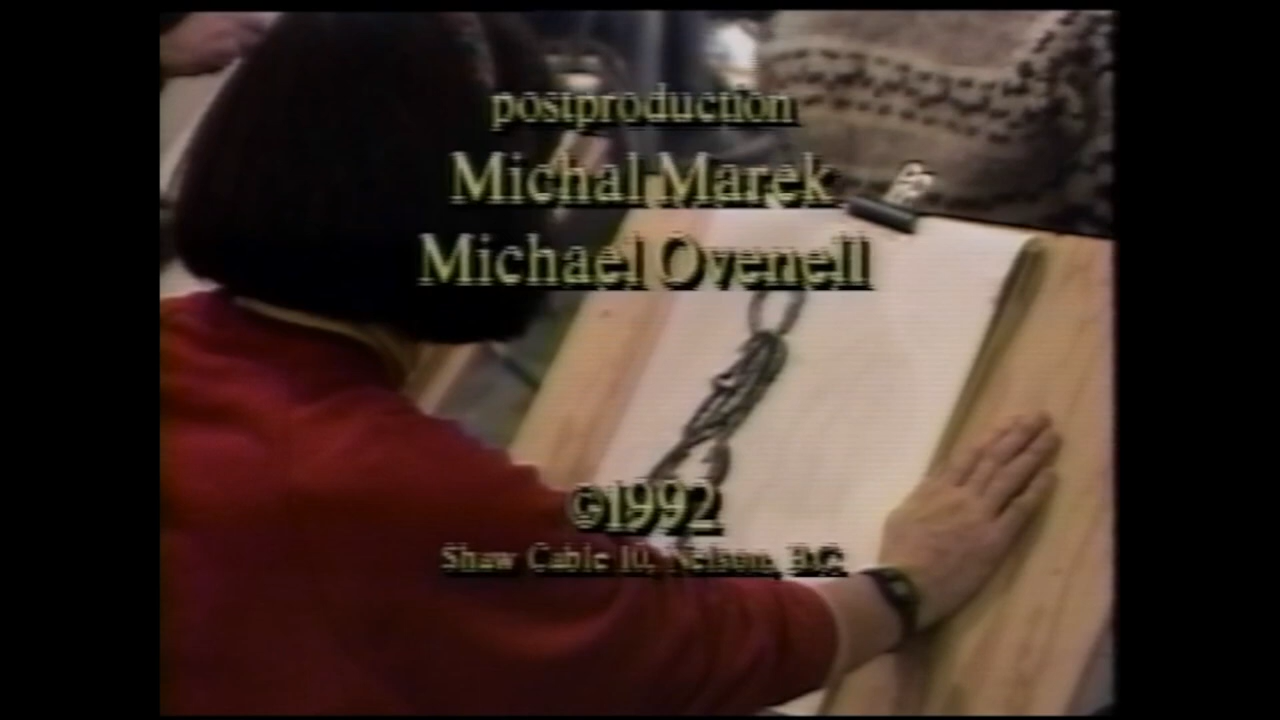 postproduction
Michal Marek
Michael Ovenell
©1992
Shaw Cable 10, Nelson, B.C.